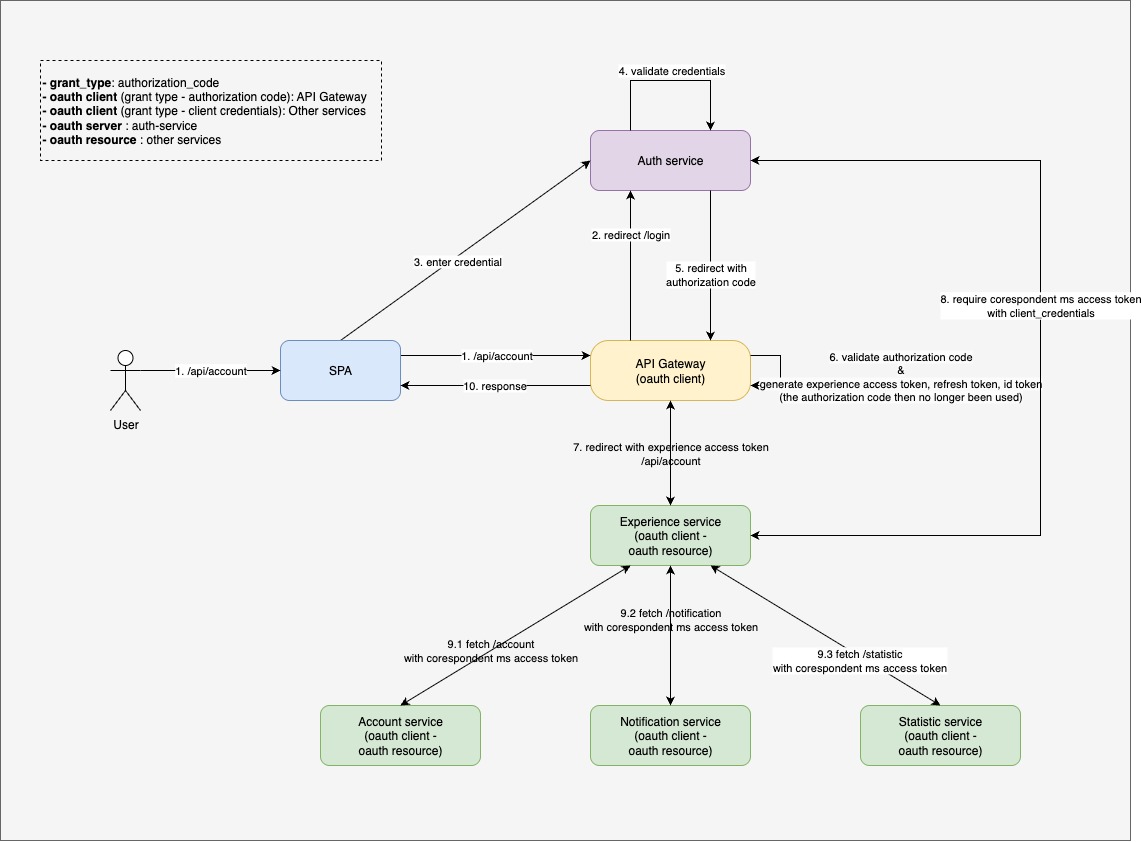 - grant_type: authorization_code
- oauth client (grant type - authorization code): API Gateway
- oauth client (grant type - client credentials): Other services
- oauth server : auth-service
- oauth resource : other services
4. validate credentials
Auth service
2. redirect /login
3. enter credential
5. redirect with
authorization code
8. require corespondent ms access token
with client_credentials
1. /api/account
User
SPA
1. /api/account
10. response
API Gateway
(oauth client)
6. validate authorization code
&
generate experience access token, refresh token, id token
(the authorization code then no longer been used)
7. redirect with experience access token
/api/account
Experience service
(oauth client -
oauth resource)
9.1 fetch /account
with corespondent ms access token
9.2 fetch /notification
with corespondent ms access token
9.3 fetch /statistic
with corespondent ms access token
Account service
(oauth client -
oauth resource)
Notification service
(oauth client -
oauth resource)
Statistic service
(oauth client -
oauth resource)